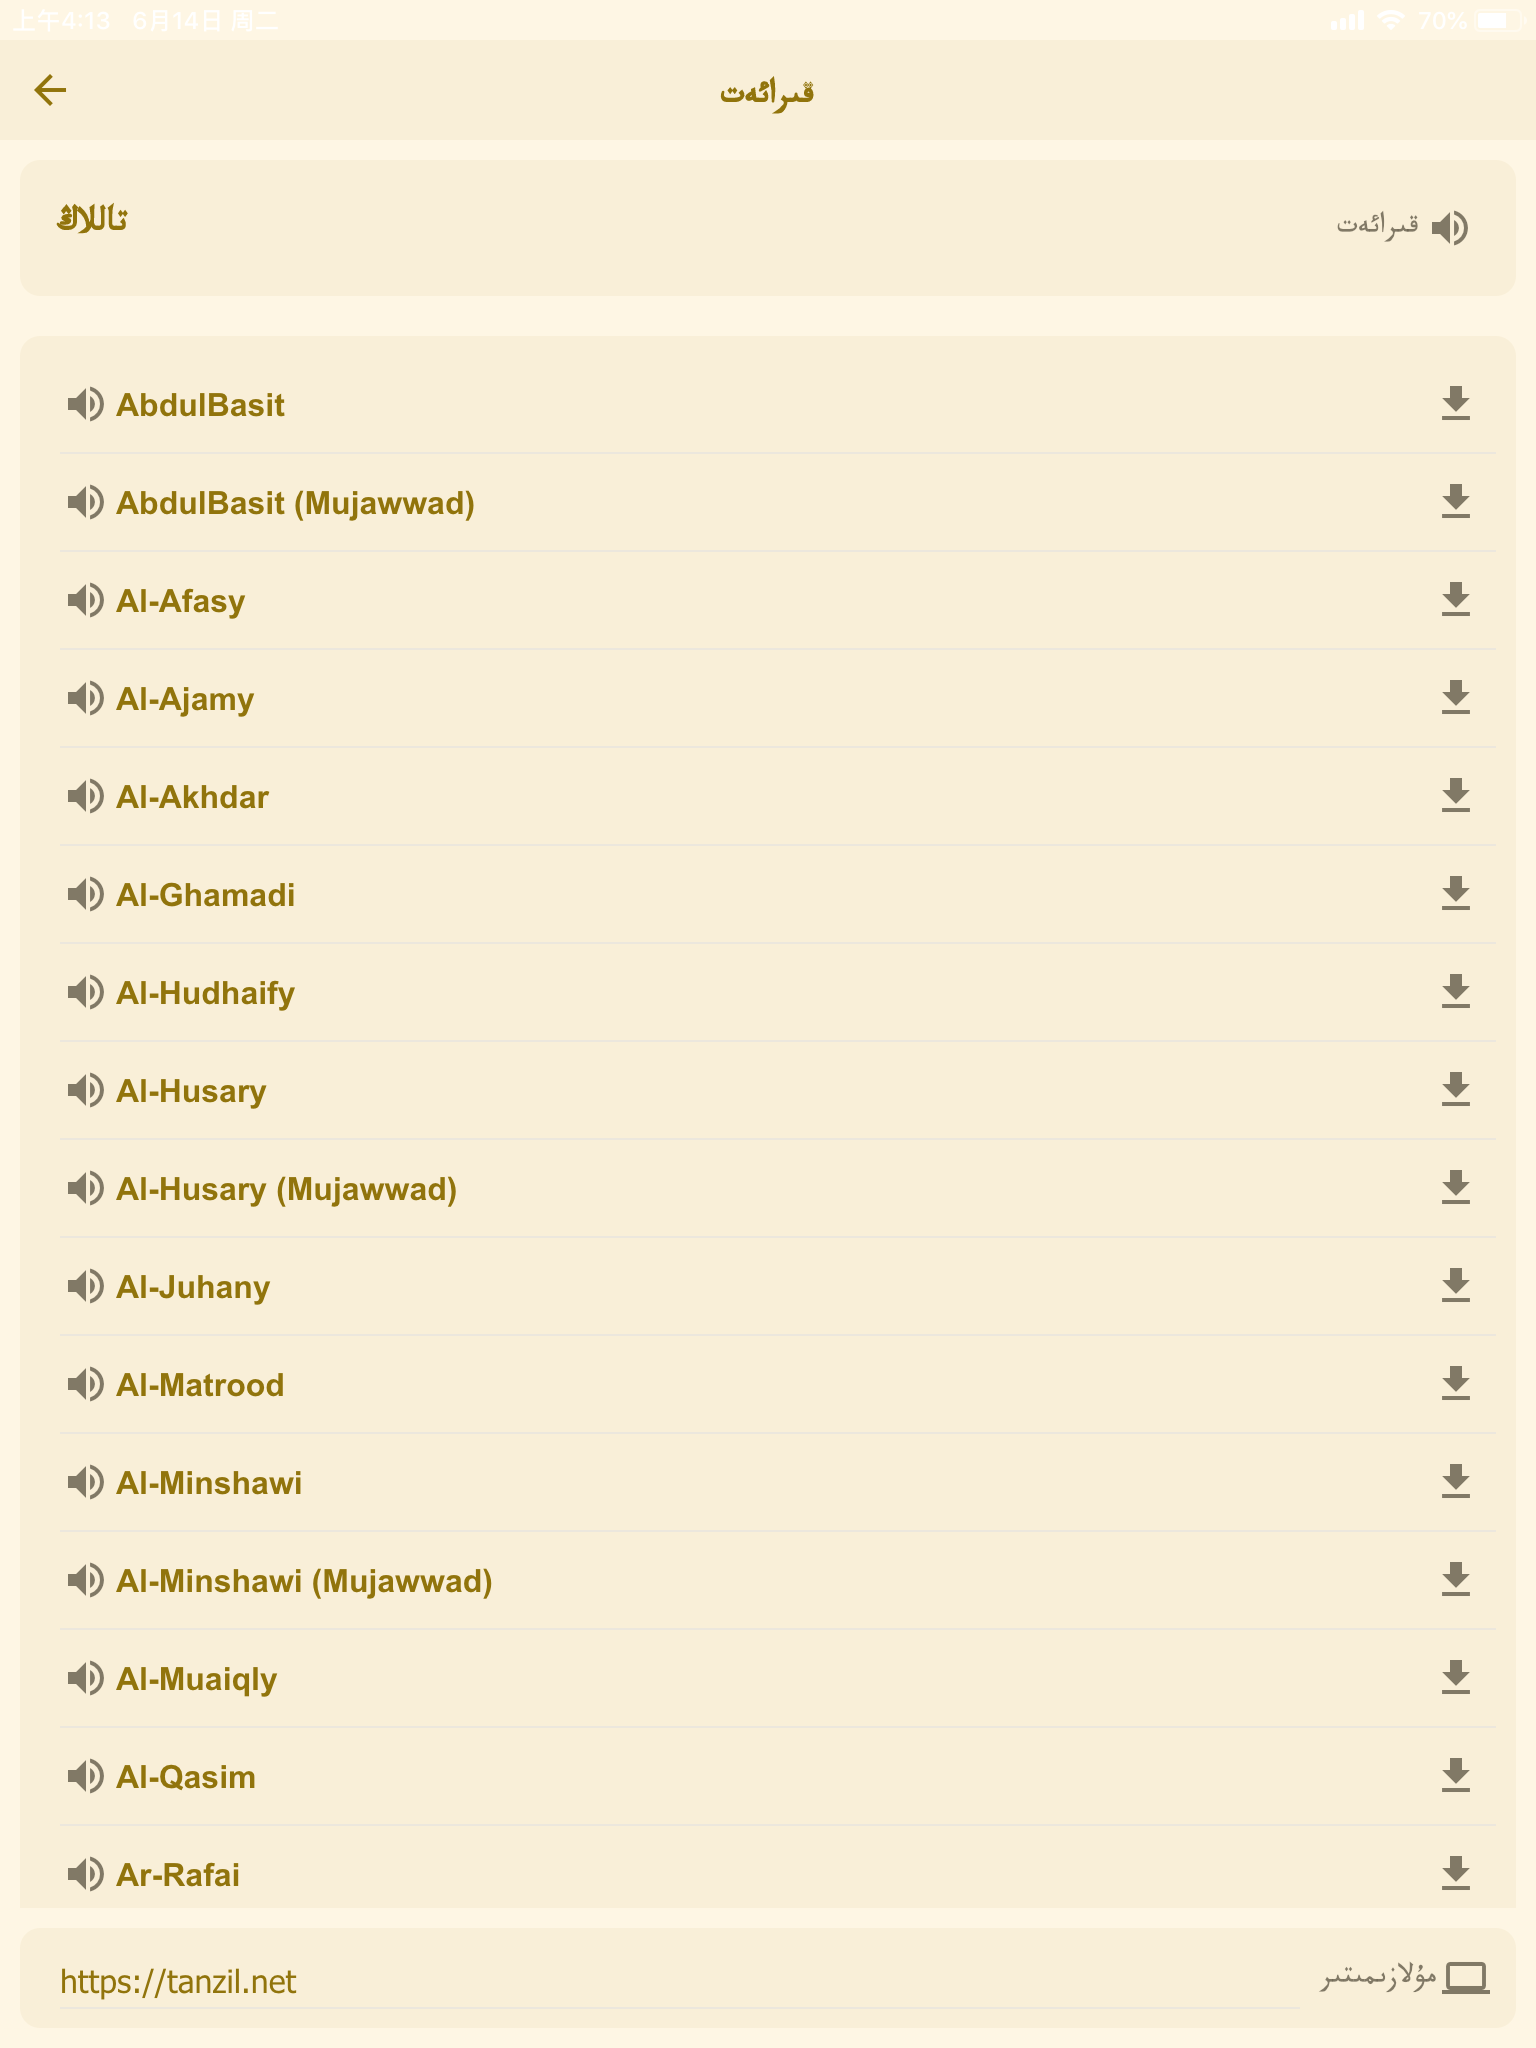 上午4:13 6月14日 周二 70%
قىرائەت
قىرائەت تاللاڭ
AbdulBasit
AbdulBasit (Mujawwad)
Al-Afasy
Al-Ajamy
Al-Akhdar
Al-Ghamadi
Al-Hudhaify
Al-Husary
Al-Husary (Mujawwad)
Al-Juhany
Al-Matrood
Al-Minshawi
Al-Minshawi (Mujawwad)
Al-Muaiqly
Al-Qasim
Ar-Rafai
https://tanzil.net مۇلازىمىتىر